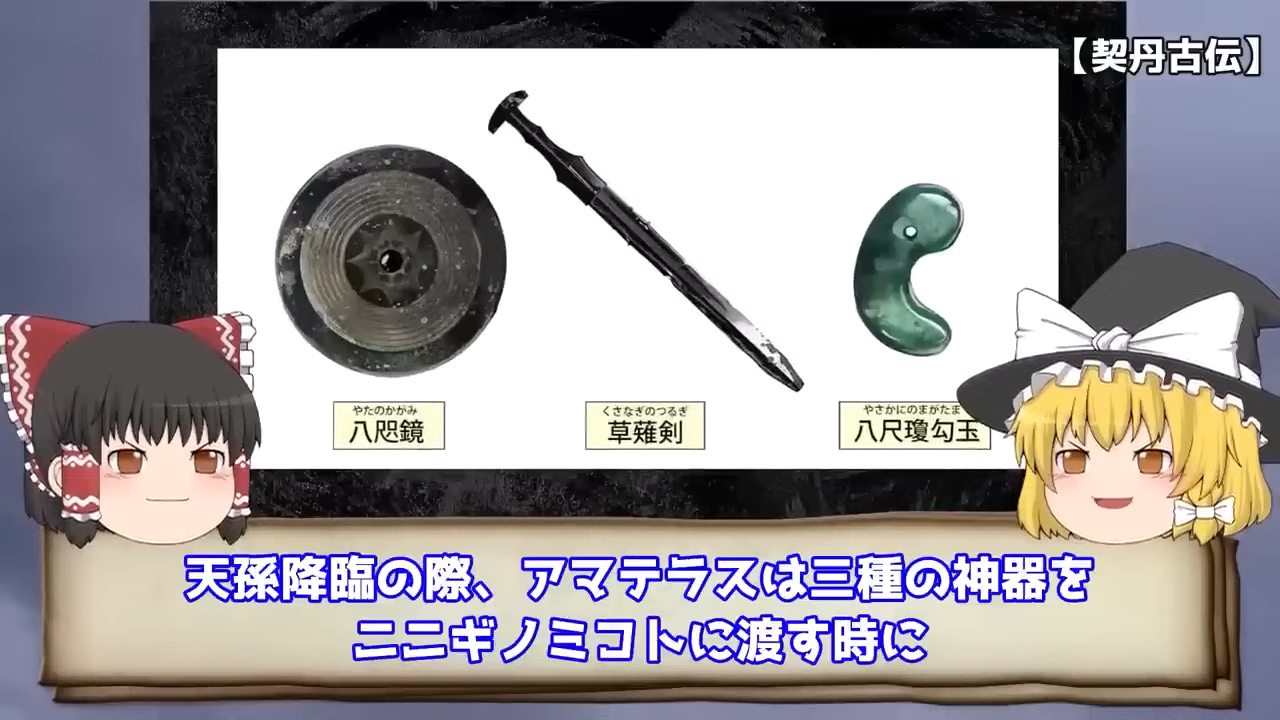 【契丹古伝】
やたのかがみ
八咫鏡
くさなぎのつるぎ
草薙剣
やさかにのまがたま
八尺瓊勾玉
天孫降臨の際、アマテラスは三種の神器を
ニニギノミコトに渡す時に